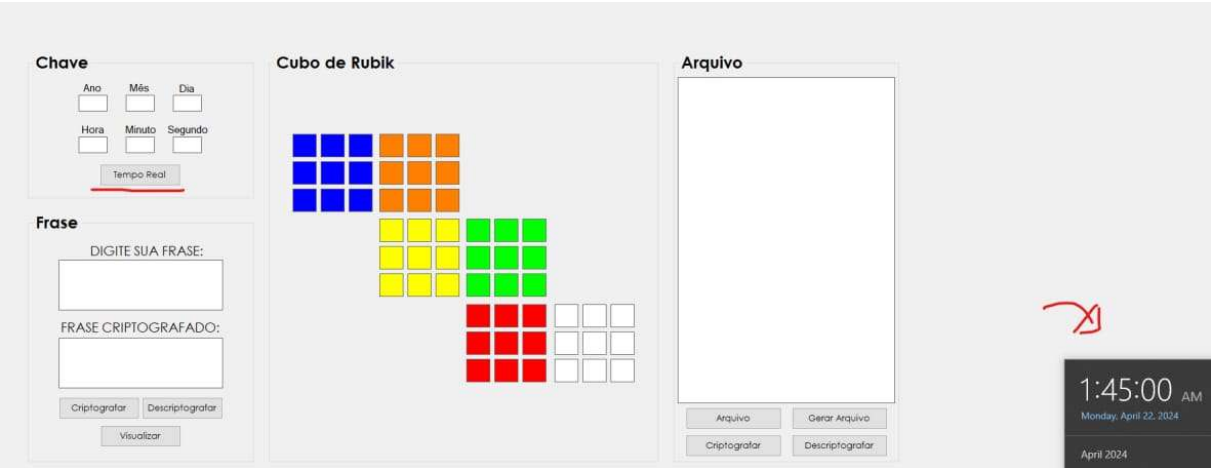 Chave
Ano Mês Dia
Hora Minuto Segundo
Tempo Real
Frase
DIGITE SUA FRASE:
FRASE CRIPTOGRAFADO:
Criptografar Descriptografar
Visualizar
Cubo de Rubik
Arquivo
Arquivo Gerar Arquivo
Criptografar Descriptografar
1:45:00 AM
Monday, April 22, 2024
April 2024